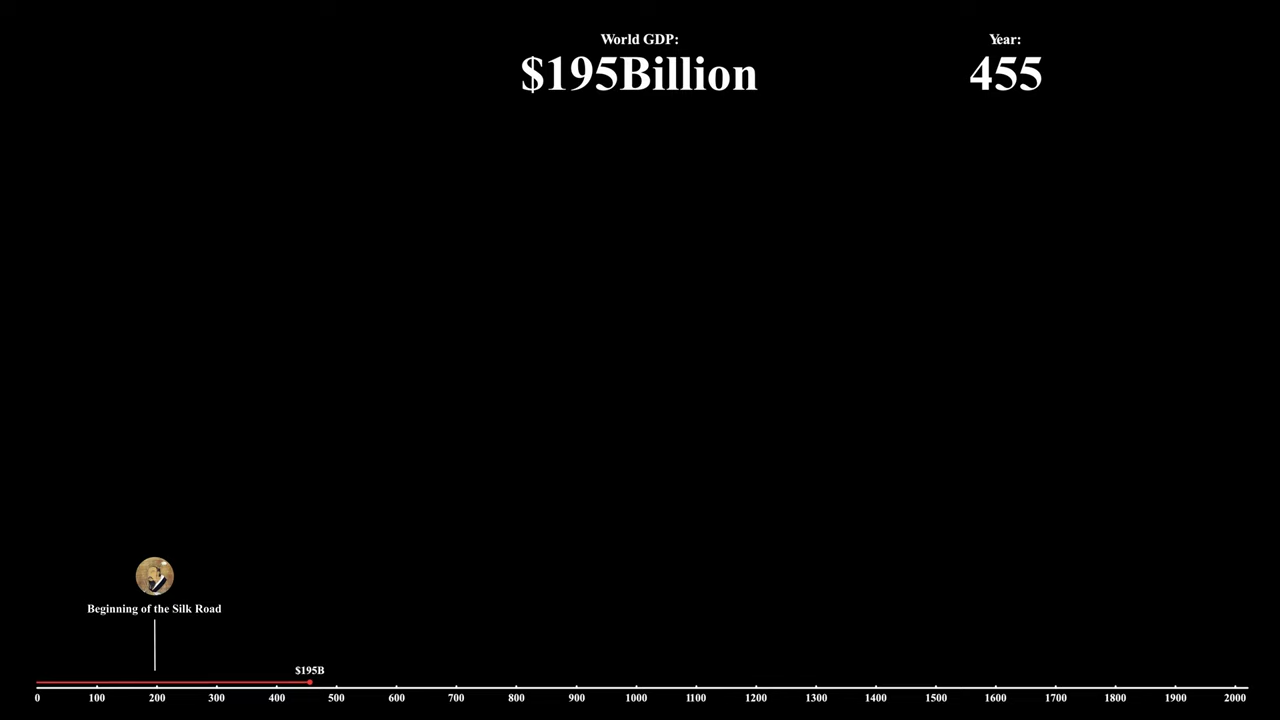 World GDP:
$195Billion
Year:
455
Beginning of the Silk Road
$195B
0 100 200 300 400 500 600 700 800 900 1000 1100 1200 1300 1400 1500 1600 1700 1800 1900 2000